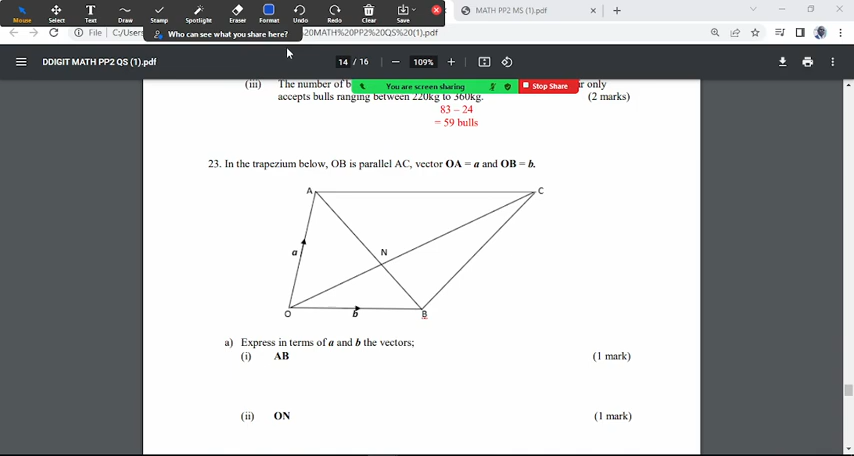 MATH PP2 MS (1).pdf
Mouse Select Text Draw Stamp Spotlight Eraser Format Undo Redo Clear Save
File C:/Users 20MATH%20PP2%20QS%20(1).pdf
Who can see what you share here?
DDIGIT MATH PP2 QS (1).pdf 14 / 16 109%
You are screen sharing Stop Share
(iii) The number of b only
accepts bulls ranging between 220kg to 360kg. (2 marks)
83 – 24
= 59 bulls
23. In the trapezium below, OB is parallel AC, vector OA = a and OB = b.
A C
N
a
O b B
a) Express in terms of a and b the vectors;
(i) AB (1 mark)
(ii) ON (1 mark)